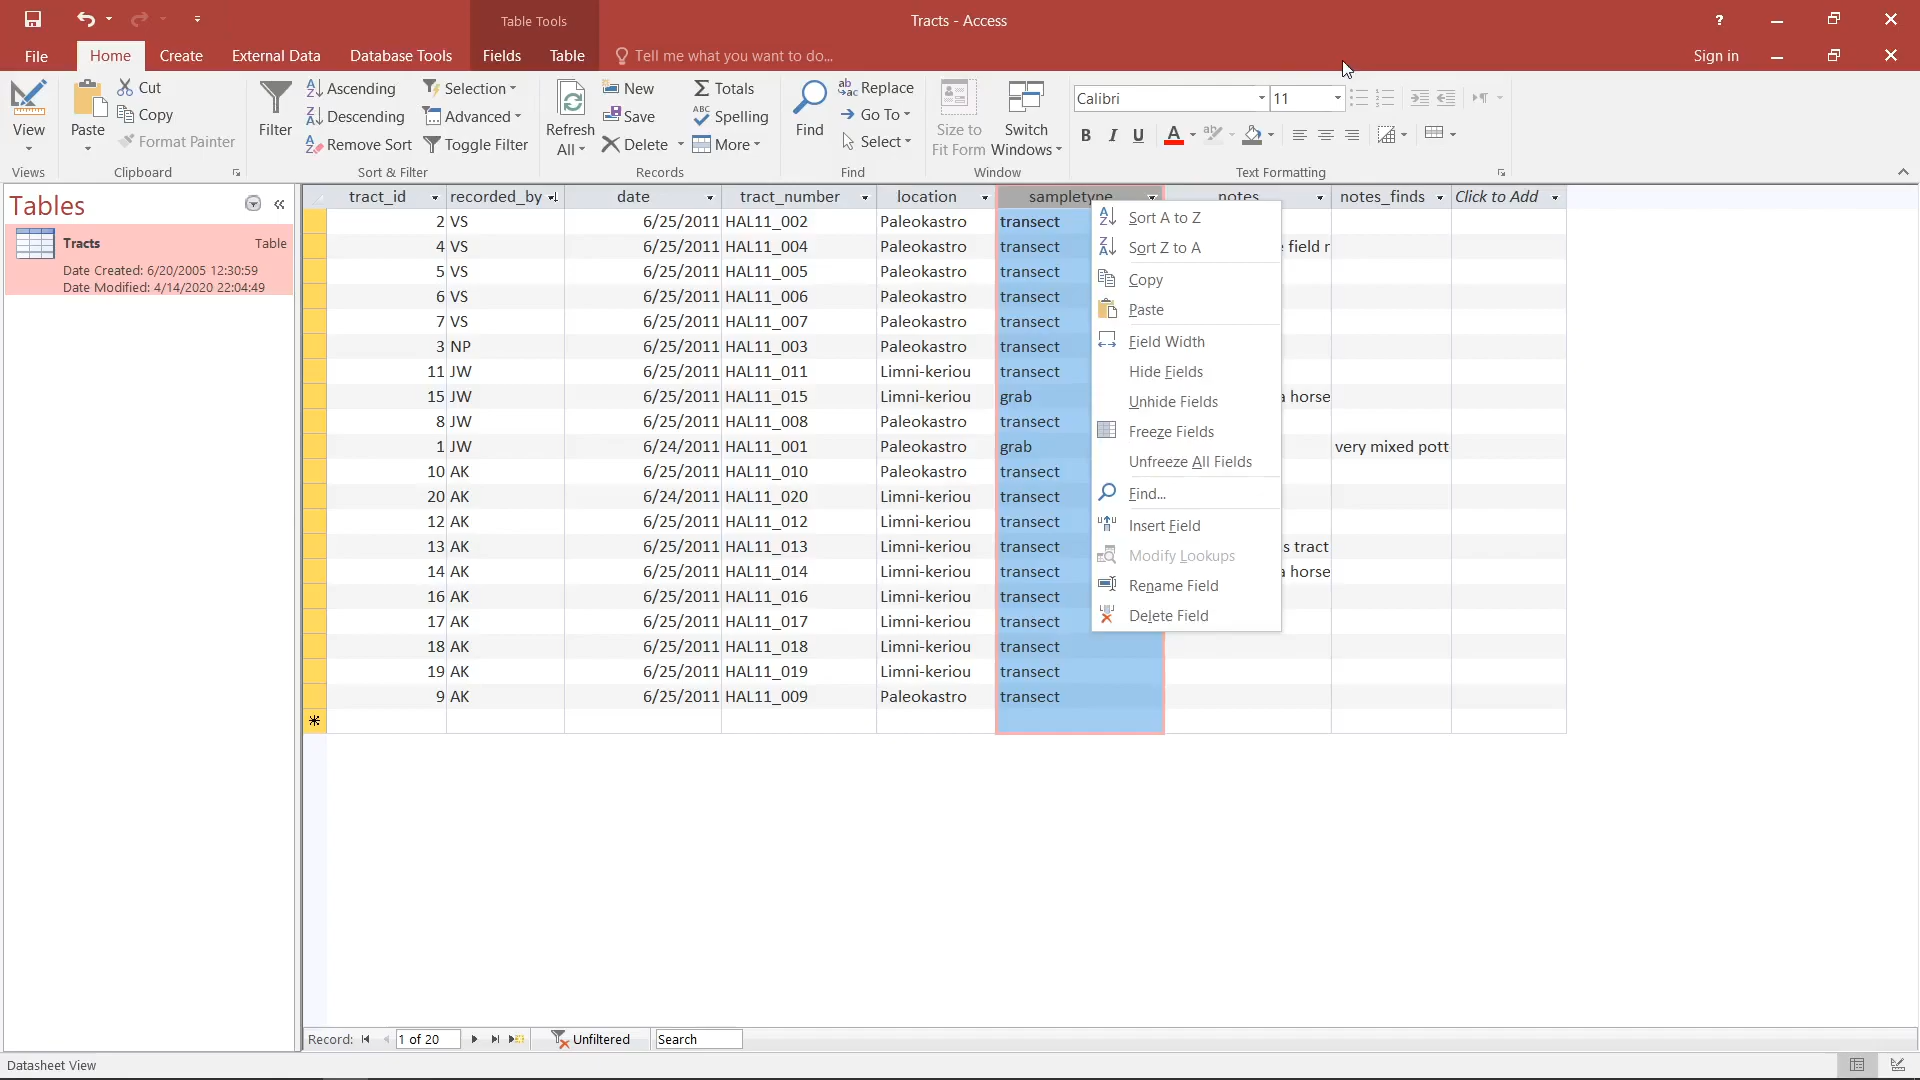 Table Tools
Tracts - Access
?
File
Home
Create
External Data
Database Tools
Fields
Table
Tell me what you want to do...
Sign in
View
Views
Paste
Cut
Copy
Format Painter
Clipboard
Filter
Ascending
Descending
Remove Sort
Selection
Advanced
Toggle Filter
Sort & Filter
Refresh
All
New
Save
Delete
Totals
Spelling
More
Records
Find
Replace
Go To
Select
Find
Size to
Fit Form
Switch
Windows
Window
Calibri
11
B I U A
Text Formatting
Tables
Tracts
Table
Date Created: 6/20/2005 12:30:59
Date Modified: 4/14/2020 22:04:49
tract_id recorded_by date tract_number location sampletype notes notes_finds Click to Add
2 VS 6/25/2011 HAL11_002 Paleokastro transect
4 VS 6/25/2011 HAL11_004 Paleokastro transect field r
5 VS 6/25/2011 HAL11_005 Paleokastro transect
6 VS 6/25/2011 HAL11_006 Paleokastro transect
7 VS 6/25/2011 HAL11_007 Paleokastro transect
3 NP 6/25/2011 HAL11_003 Paleokastro transect
11 JW 6/25/2011 HAL11_011 Limni-keriou transect
15 JW 6/25/2011 HAL11_015 Limni-keriou grab a horse
8 JW 6/25/2011 HAL11_008 Paleokastro transect
1 JW 6/24/2011 HAL11_001 Paleokastro grab very mixed pott
10 AK 6/25/2011 HAL11_010 Paleokastro transect
20 AK 6/24/2011 HAL11_020 Limni-keriou transect
12 AK 6/25/2011 HAL11_012 Limni-keriou transect
13 AK 6/25/2011 HAL11_013 Limni-keriou transect s tract
14 AK 6/25/2011 HAL11_014 Limni-keriou transect a horse
16 AK 6/25/2011 HAL11_016 Limni-keriou transect
17 AK 6/25/2011 HAL11_017 Limni-keriou transect
18 AK 6/25/2011 HAL11_018 Limni-keriou transect
19 AK 6/25/2011 HAL11_019 Limni-keriou transect
9 AK 6/25/2011 HAL11_009 Paleokastro transect
Sort A to Z
Sort Z to A
Copy
Paste
Field Width
Hide Fields
Unhide Fields
Freeze Fields
Unfreeze All Fields
Find...
Insert Field
Modify Lookups
Rename Field
Delete Field
Record: 1 of 20 Unfiltered Search
Datasheet View